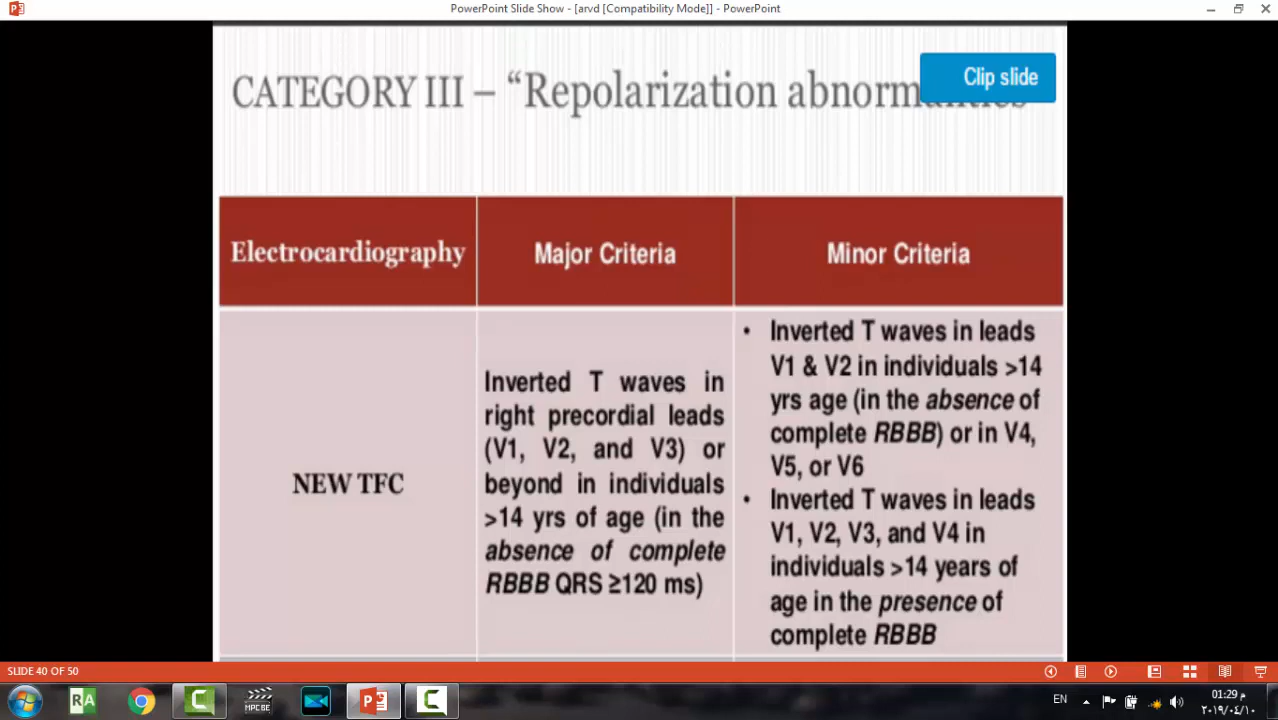 PowerPoint Slide Show - [arvd [Compatibility Mode]] - PowerPoint
CATEGORY III – “Repolarization
Clip slide
Electrocardiography
Major Criteria
Minor Criteria
NEW TFC
Inverted T waves in
right precordial leads
(V1, V2, and V3) or
beyond in individuals
>14 yrs of age (in the
absence of complete
RBBB QRS ≥120 ms)
• Inverted T waves in leads
V1 & V2 in individuals >14
yrs age (in the absence of
complete RBBB) or in V4,
V5, or V6
• Inverted T waves in leads
V1, V2, V3, and V4 in
individuals >14 years of
age in the presence of
complete RBBB
SLIDE 40 OF 50
RA
MPC BE
EN
01:29 م
٢٠١٩/٠٤/١٠